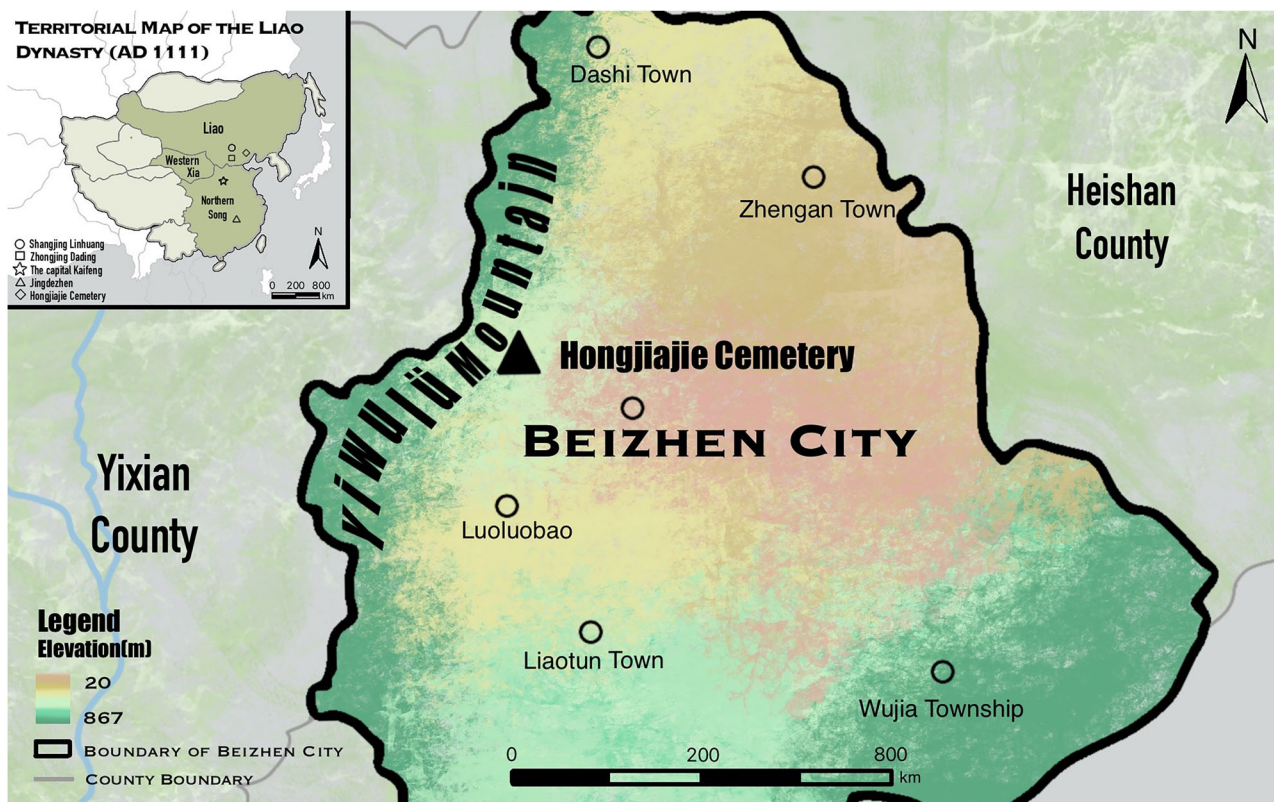 Territorial Map of the Liao
Dynasty (AD 1111)
Liao
Western
Xia
Northern
Song
Shangjing Linhuang
Zhongjing Dading
The capital Kaifeng
Jingdezhen
Hongjiajie Cemetery
N
0 200 800
km
N
Dashi Town
Zhengan Town
Heishan
County
YiWuLü Mountain
Hongjiajie Cemetery
Beizhen City
Yixian
County
Luoluobao
Liaotun Town
Wujia Township
Legend
Elevation(m)
20
867
Boundary of Beizhen City
County Boundary
0 200 800
km